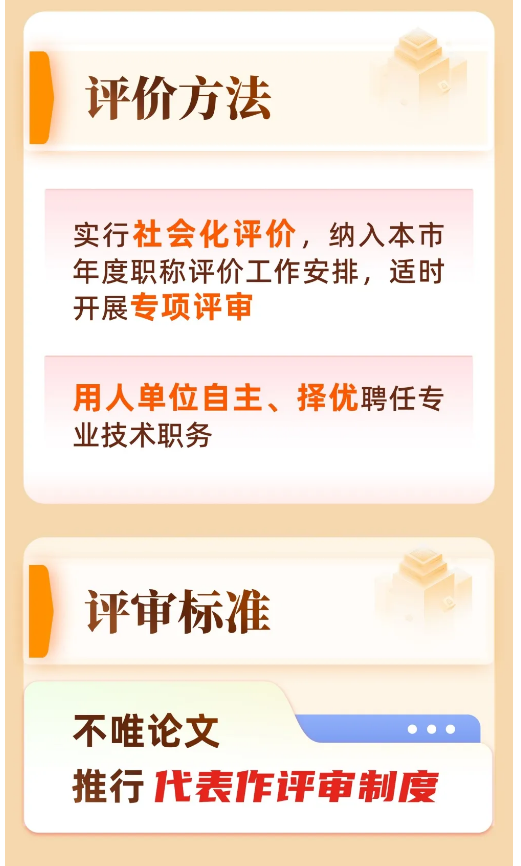 评价方法
实行社会化评价，纳入本市
年度职称评价工作安排，适时
开展专项评审
用人单位自主、择优聘任专
业技术职务
评审标准
不唯论文
推行 代表作评审制度